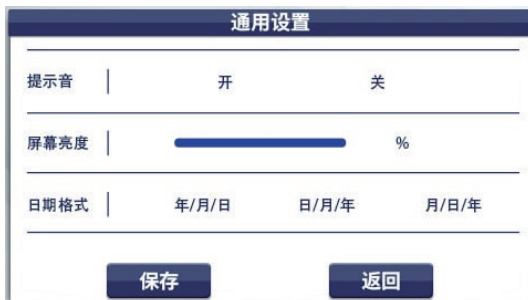 通用设置
提示音 开 关
屏幕亮度 %
日期格式 年/月/日 日/月/年 月/日/年
保存 返回